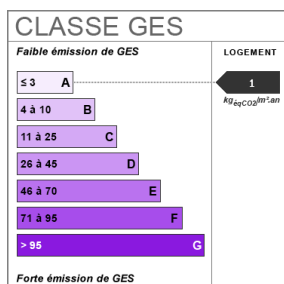 CLASSE GES
Faible émission de GES
LOGEMENT
≤ 3 A
1
4 à 10 B
kgéqCO2/m².an
11 à 25 C
26 à 45 D
46 à 70 E
71 à 95 F
> 95 G
Forte émission de GES